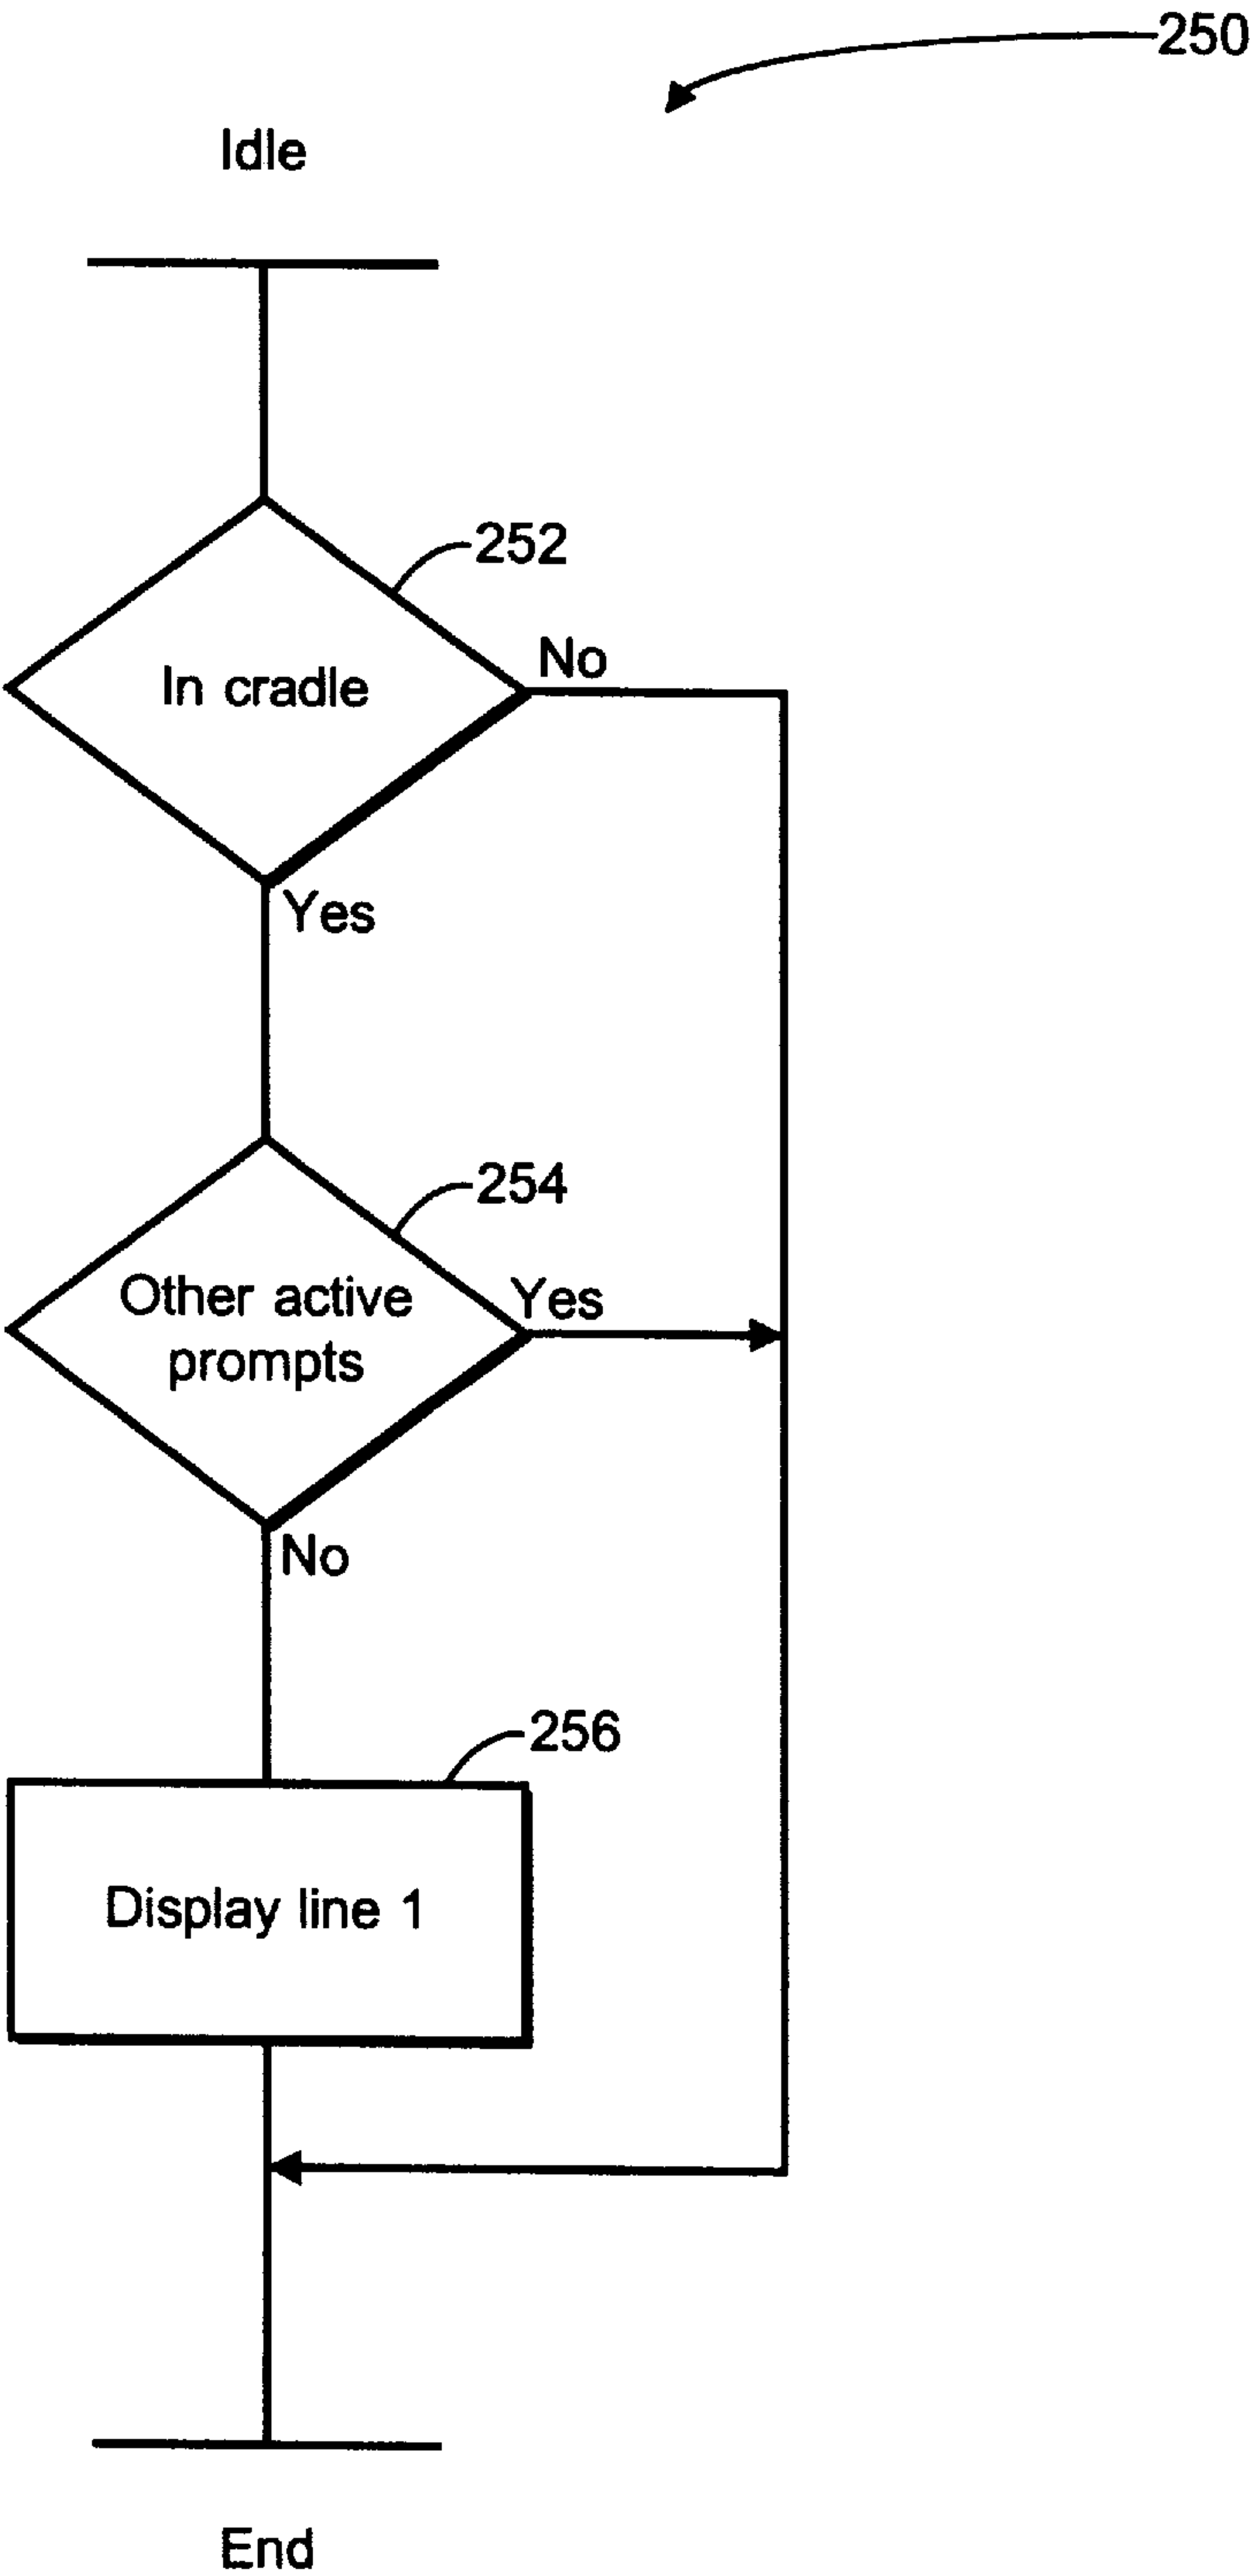 250
Idle
252
No
In cradle
Yes
254
Yes
Other active
prompts
No
256
Display line 1
End